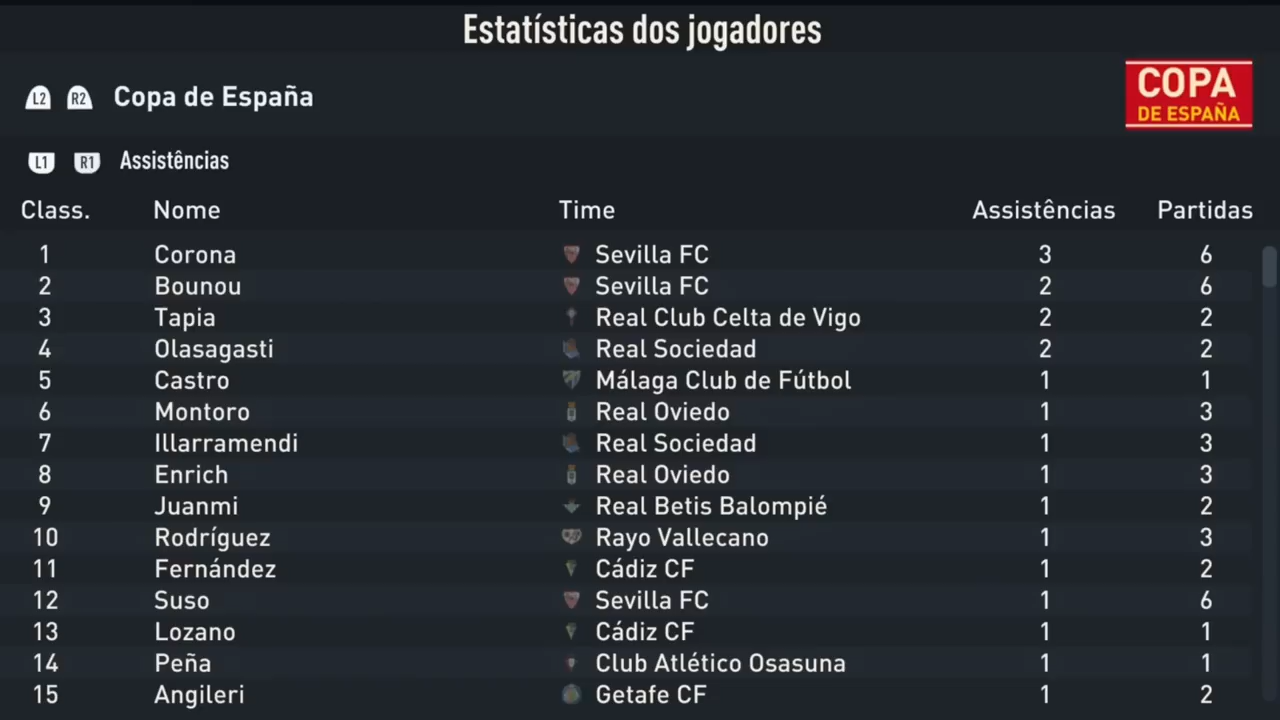 Estatísticas dos jogadores
L2 R2 Copa de España
COPA
DE ESPAÑA
L1 R1 Assistências
Class. Nome Time Assistências Partidas
1 Corona Sevilla FC 3 6
2 Bounou Sevilla FC 2 6
3 Tapia Real Club Celta de Vigo 2 2
4 Olasagasti Real Sociedad 2 2
5 Castro Málaga Club de Fútbol 1 1
6 Montoro Real Oviedo 1 3
7 Illarramendi Real Sociedad 1 3
8 Enrich Real Oviedo 1 3
9 Juanmi Real Betis Balompié 1 2
10 Rodríguez Rayo Vallecano 1 3
11 Fernández Cádiz CF 1 2
12 Suso Sevilla FC 1 6
13 Lozano Cádiz CF 1 1
14 Peña Club Atlético Osasuna 1 1
15 Angileri Getafe CF 1 2